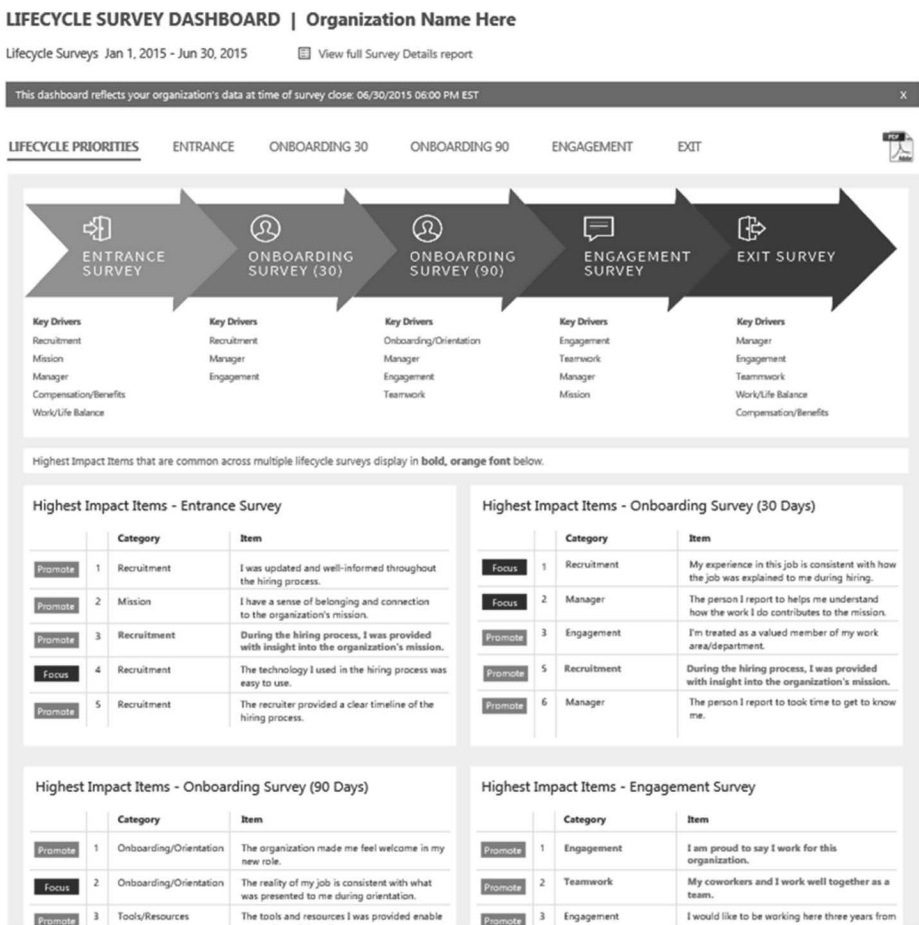 LIFECYCLE SURVEY DASHBOARD | Organization Name Here
Lifecycle Surveys Jan 1, 2015 - Jun 30, 2015 View full Survey Details report
This dashboard reflects your organization's data at time of survey close: 06/30/2015 06:00 PM EST X
LIFECYCLE PRIORITIES ENTRANCE ONBOARDING 30 ONBOARDING 90 ENGAGEMENT EXIT
PDF
Adobe
ENTRANCE
SURVEY
ONBOARDING
SURVEY (30)
ONBOARDING
SURVEY (90)
ENGAGEMENT
SURVEY
EXIT SURVEY
Key Drivers
Recruitment
Mission
Manager
Compensation/Benefits
Work/Life Balance
Key Drivers
Recruitment
Manager
Engagement
Key Drivers
Onboarding/Orientation
Manager
Engagement
Teamwork
Key Drivers
Engagement
Teamwork
Manager
Mission
Key Drivers
Manager
Engagement
Teammwork
Work/Life Balance
Compensation/Benefits
Highest Impact Items that are common across multiple lifecycle surveys display in bold, orange font below.
Highest Impact Items - Entrance Survey
Category Item
Promote 1 Recruitment I was updated and well-informed throughout
the hiring process.
Promote 2 Mission I have a sense of belonging and connection
to the organization's mission.
Promote 3 Recruitment During the hiring process, I was provided
with insight into the organization's mission.
Focus 4 Recruitment The technology I used in the hiring process was
easy to use.
Promote 5 Recruitment The recruiter provided a clear timeline of the
hiring process.
Highest Impact Items - Onboarding Survey (30 Days)
Category Item
Focus 1 Recruitment My experience in this job is consistent with how
the job was explained to me during hiring.
Focus 2 Manager The person I report to helps me understand
how the work I do contributes to the mission.
Promote 3 Engagement I'm treated as a valued member of my work
area/department.
Promote 5 Recruitment During the hiring process, I was provided
with insight into the organization's mission.
Promote 6 Manager The person I report to took time to get to know
me.
Highest Impact Items - Onboarding Survey (90 Days)
Category Item
Promote 1 Onboarding/Orientation The organization made me feel welcome in my
new role.
Focus 2 Onboarding/Orientation The reality of my job is consistent with what
was presented to me during orientation.
Promote 3 Tools/Resources The tools and resources I was provided enable
Highest Impact Items - Engagement Survey
Category Item
Promote 1 Engagement I am proud to say I work for this
organization.
Promote 2 Teamwork My coworkers and I work well together as a
team.
Promote 3 Engagement I would like to be working here three years from